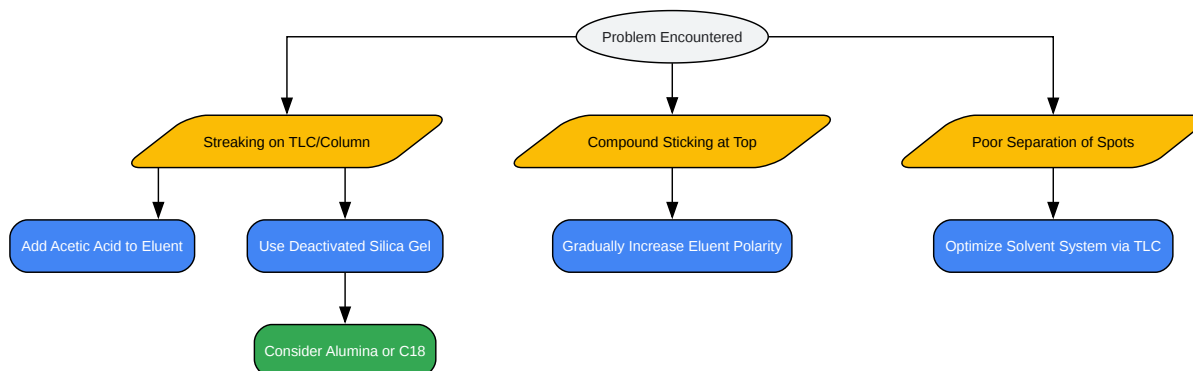 Problem Encountered
Streaking on TLC/Column
Compound Sticking at Top
Poor Separation of Spots
Add Acetic Acid to Eluent
Use Deactivated Silica Gel
Gradually Increase Eluent Polarity
Optimize Solvent System via TLC
Consider Alumina or C18